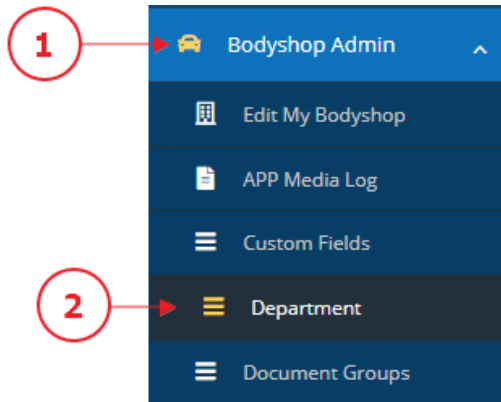 1 Bodyshop Admin
Edit My Bodyshop
APP Media Log
Custom Fields
2 Department
Document Groups